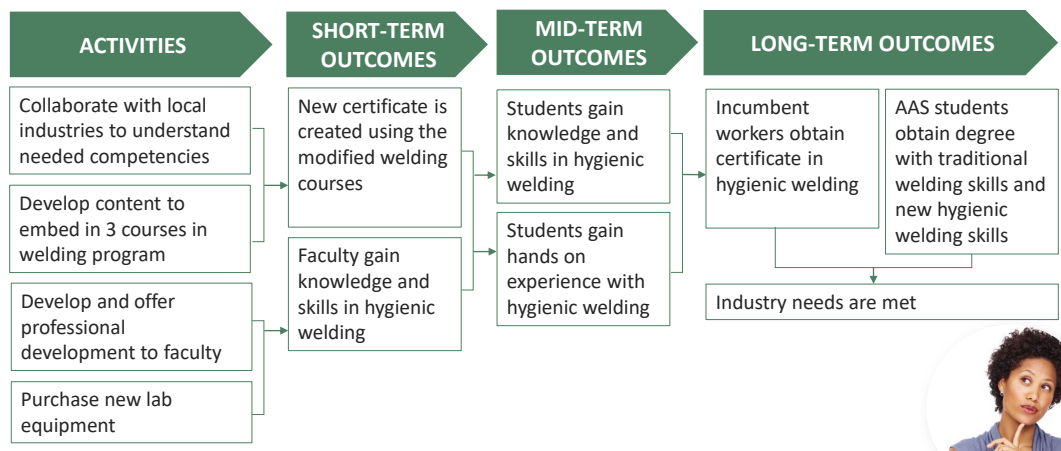 ACTIVITIES
SHORT-TERM
OUTCOMES
MID-TERM
OUTCOMES
LONG-TERM OUTCOMES
Collaborate with local
industries to understand
needed competencies
Develop content to
embed in 3 courses in
welding program
Develop and offer
professional
development to faculty
Purchase new lab
equipment
New certificate is
created using the
modified welding
courses
Faculty gain
knowledge and
skills in hygienic
welding
Students gain
knowledge and
skills in hygienic
welding
Students gain
hands on
experience with
hygienic welding
Incumbent
workers obtain
certificate in
hygienic welding
AAS students
obtain degree
with traditional
welding skills and
new hygienic
welding skills
Industry needs are met